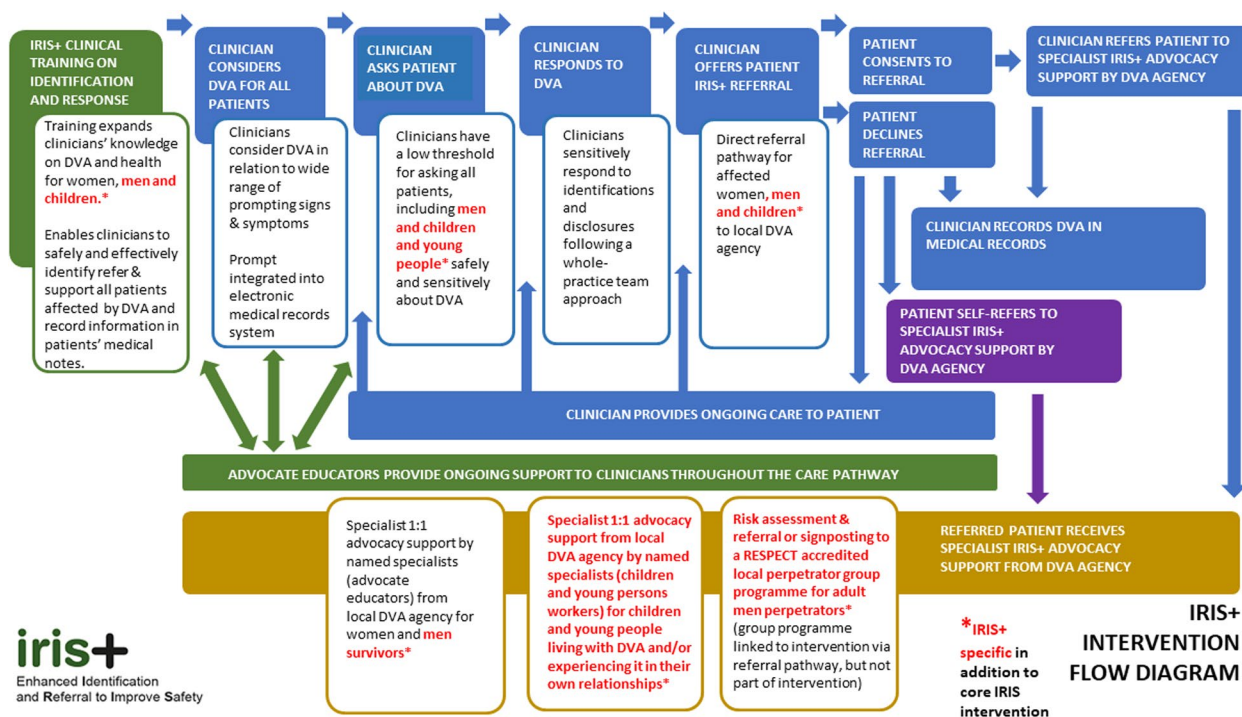 IRIS+ CLINICAL
TRAINING ON
IDENTIFICATION
AND RESPONSE
Training expands
clinicians’ knowledge
on DVA and health
for women, men and
children.*
Enables clinicians to
safely and effectively
identify refer &
support all patients
affected by DVA and
record information in
patients’ medical
notes.
CLINICIAN
CONSIDERS
DVA FOR ALL
PATIENTS
Clinicians
consider DVA in
relation to wide
range of
prompting signs
& symptoms
Prompt
integrated into
electronic
medical records
system
CLINICIAN
ASKS PATIENT
ABOUT DVA
Clinicians have
a low threshold
for asking all
patients,
including men
and children
and young
people* safely
and sensitively
about DVA
CLINICIAN
RESPONDS TO
DVA
Clinicians
sensitively
respond to
identifications
and
disclosures
following a
whole-
practice team
approach
CLINICIAN
OFFERS PATIENT
IRIS+ REFERRAL
Direct referral
pathway for
affected
women, men
and children*
to local DVA
agency
PATIENT
CONSENTS TO
REFERRAL
PATIENT
DECLINES
REFERRAL
CLINICIAN REFERS PATIENT TO
SPECIALIST IRIS+ ADVOCACY
SUPPORT BY DVA AGENCY
CLINICIAN RECORDS DVA IN
MEDICAL RECORDS
PATIENT SELF-REFERS TO
SPECIALIST IRIS+
ADVOCACY SUPPORT BY
DVA AGENCY
CLINICIAN PROVIDES ONGOING CARE TO PATIENT
ADVOCATE EDUCATORS PROVIDE ONGOING SUPPORT TO CLINICIANS THROUGHOUT THE CARE PATHWAY
Specialist 1:1
advocacy support by
named specialists
(advocate
educators) from
local DVA agency for
women and men
survivors*
Specialist 1:1 advocacy
support from local
DVA agency by named
specialists (children
and young persons
workers) for children
and young people
living with DVA and/or
experiencing it in their
own relationships*
Risk assessment &
referral or signposting to
a RESPECT accredited
local perpetrator group
programme for adult
men perpetrators*
(group programme
linked to intervention via
referral pathway, but not
part of intervention)
REFERRED PATIENT RECEIVES
SPECIALIST IRIS+ ADVOCACY
SUPPORT FROM DVA AGENCY
iris+
Enhanced Identification
and Referral to Improve Safety
*IRIS+
specific in
addition to
core IRIS
intervention
IRIS+
INTERVENTION
FLOW DIAGRAM